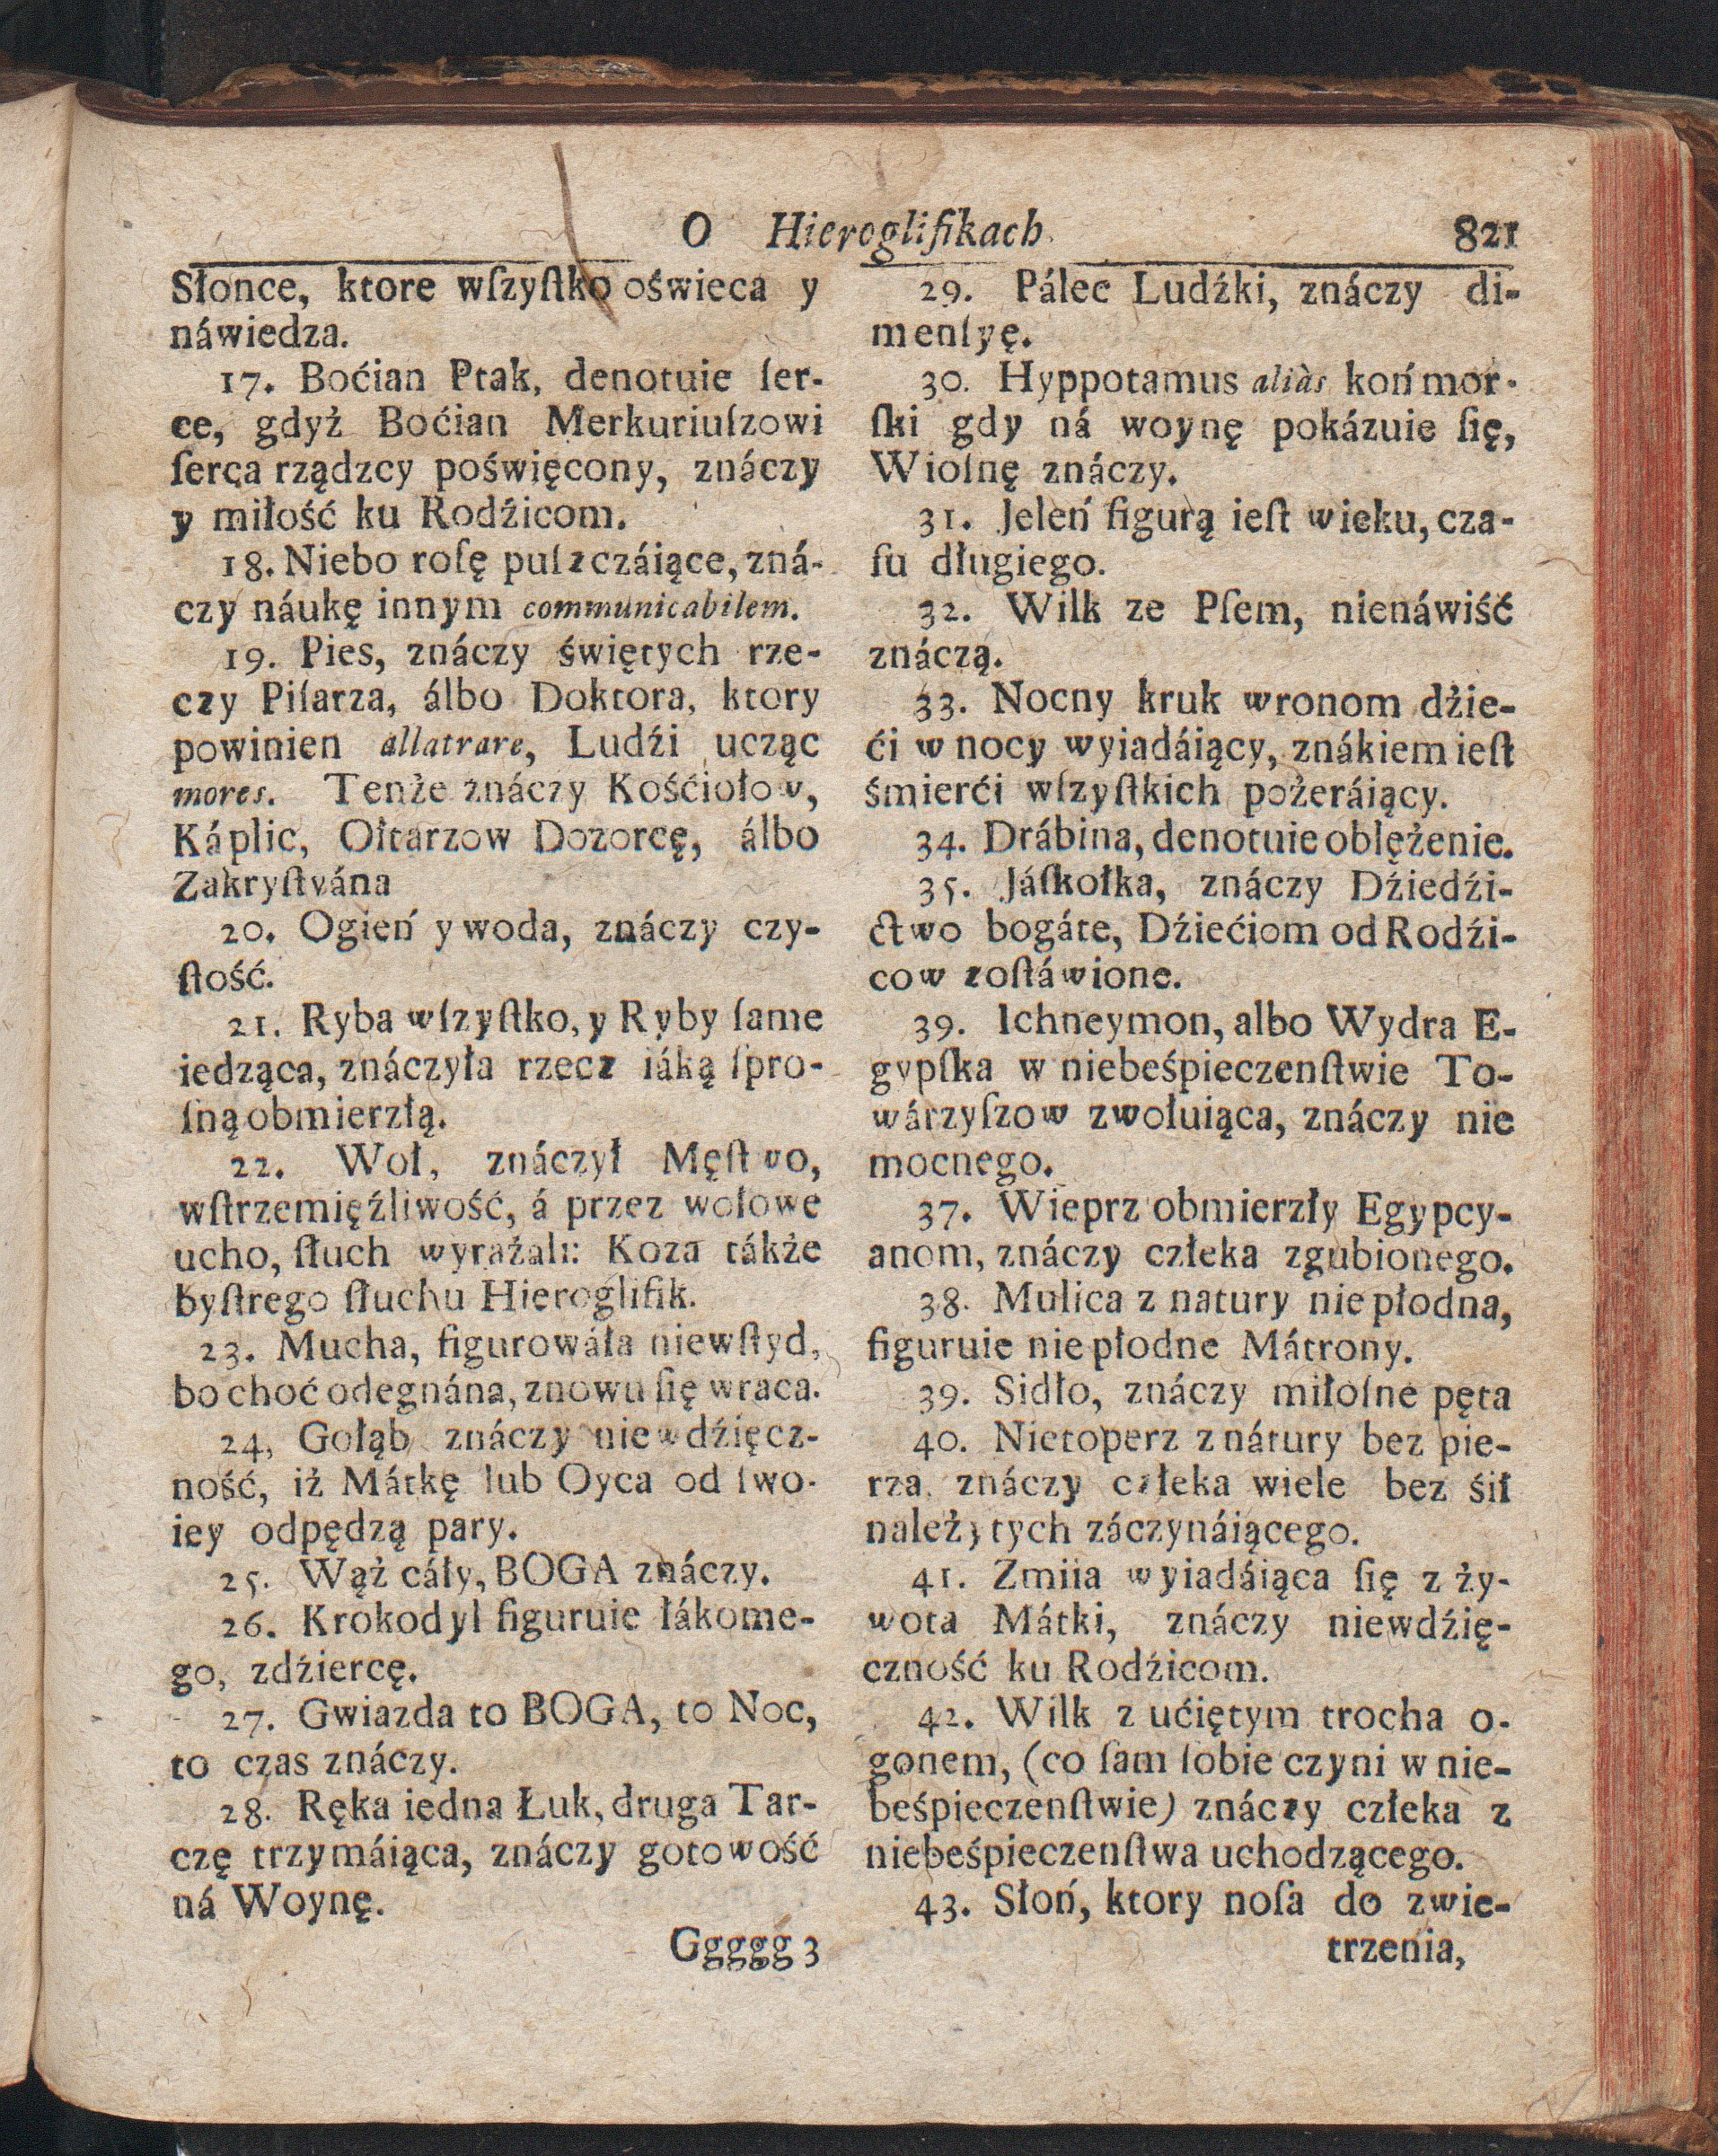 O Hieroglifikach. 821
Słonce, ktore wſzyſtko oświeca y
náwiedza.
17. Boćian Ptak, denotuie ſer-
ce, gdyż Boćian Merkuriuſzowi
ſerca rządzcy poświęcony, znáczy
y miłość ku Rodźicom.
18. Niebo roſę puſzczáiące, zná-
czy náukę innym communicabilem.
19. Pies, znáczy świętych rze-
czy Piſarza, álbo Doktora, ktory
powinien allatrare, Ludźi ucząc
mores. Tenże znáczy Kośćiołow,
Káplic, Ołtarzow Dozorcę, álbo
Zakryſtyána
20. Ogień y woda, znáczy czy-
ſtość.
21. Ryba wſzyſtko, y Ryby ſame
iedząca, znáczyła rzecz iáką ſpro-
ſną obmierzłą.
22. Woł, znáczył Męſtwo,
wſtrzemięźliwość, á przez wołowe
ucho, ſłuch wyrażali: Koza tákże
byſtrego ſłuchu Hieroglifik.
23. Mucha, figurowáła niewſtyd,
bo choć odegnána, znowu ſię wraca.
24, Gołąb znáczy niewdźięcz-
ność, iż Mátkę lub Oyca od ſwo-
iey odpędzą pary.
25. Wąż cáły, BOGA znáczy.
26. Krokodyl figuruie łákome-
go, zdźiercę.
27. Gwiazda to BOGA, to Noc,
to czas znáczy.
28. Ręka iedna Łuk, druga Tar-
czę trzymáiąca, znáczy gotowość
ná Woynę.
Ggggg 3
29. Pálec Ludźki, znáczy di-
menſyę.
30. Hyppotamus aliàs koń mor-
ſki gdy ná woynę pokázuie ſię,
Wioſnę znáczy.
31. Jeleń figurą ieſt wieku, cza-
ſu długiego.
32. Wilk ze Pſem, nienáwiść
znáczą.
33. Nocny kruk wronom dźie-
ći w nocy wyiadáiący, znákiem ieſt
śmierći wſzyſtkich pożeráiący.
34. Drábina, denotuie oblężenie.
35. Jáſkołka, znáczy Dźiedźi-
ctwo bogáte, Dźiećiom od Rodźi-
cow zoſtáwione.
39. Ichneymon, albo Wydra E-
gypſka w niebeśpieczenſtwie To-
wárzyſzow zwołuiąca, znáczy nie
mocnego.
37. Wieprz obmierzły Egypcy-
anom, znáczy człeka zgubionego.
38. Mulica z natury niepłodna,
figuruie niepłodne Mátrony.
39. Sidło, znáczy miłoſne pęta
40. Nietoperz z nátury bez pie-
rza. znáczy człeka wiele bez śił
należytych záczynáiącego.
41. Zmiia wyiadáiąca ſię z ży-
wota Mátki, znáczy niewdźię-
czność ku Rodźicom.
42. Wilk z ućiętym trocha o-
gonem, (co ſam ſobie czyni w nie-
beśpieczenſtwie) znáczy człeka z
niebeśpieczenſtwa uchodzącego.
43. Słoń, ktory noſa do zwie-
trzenia,